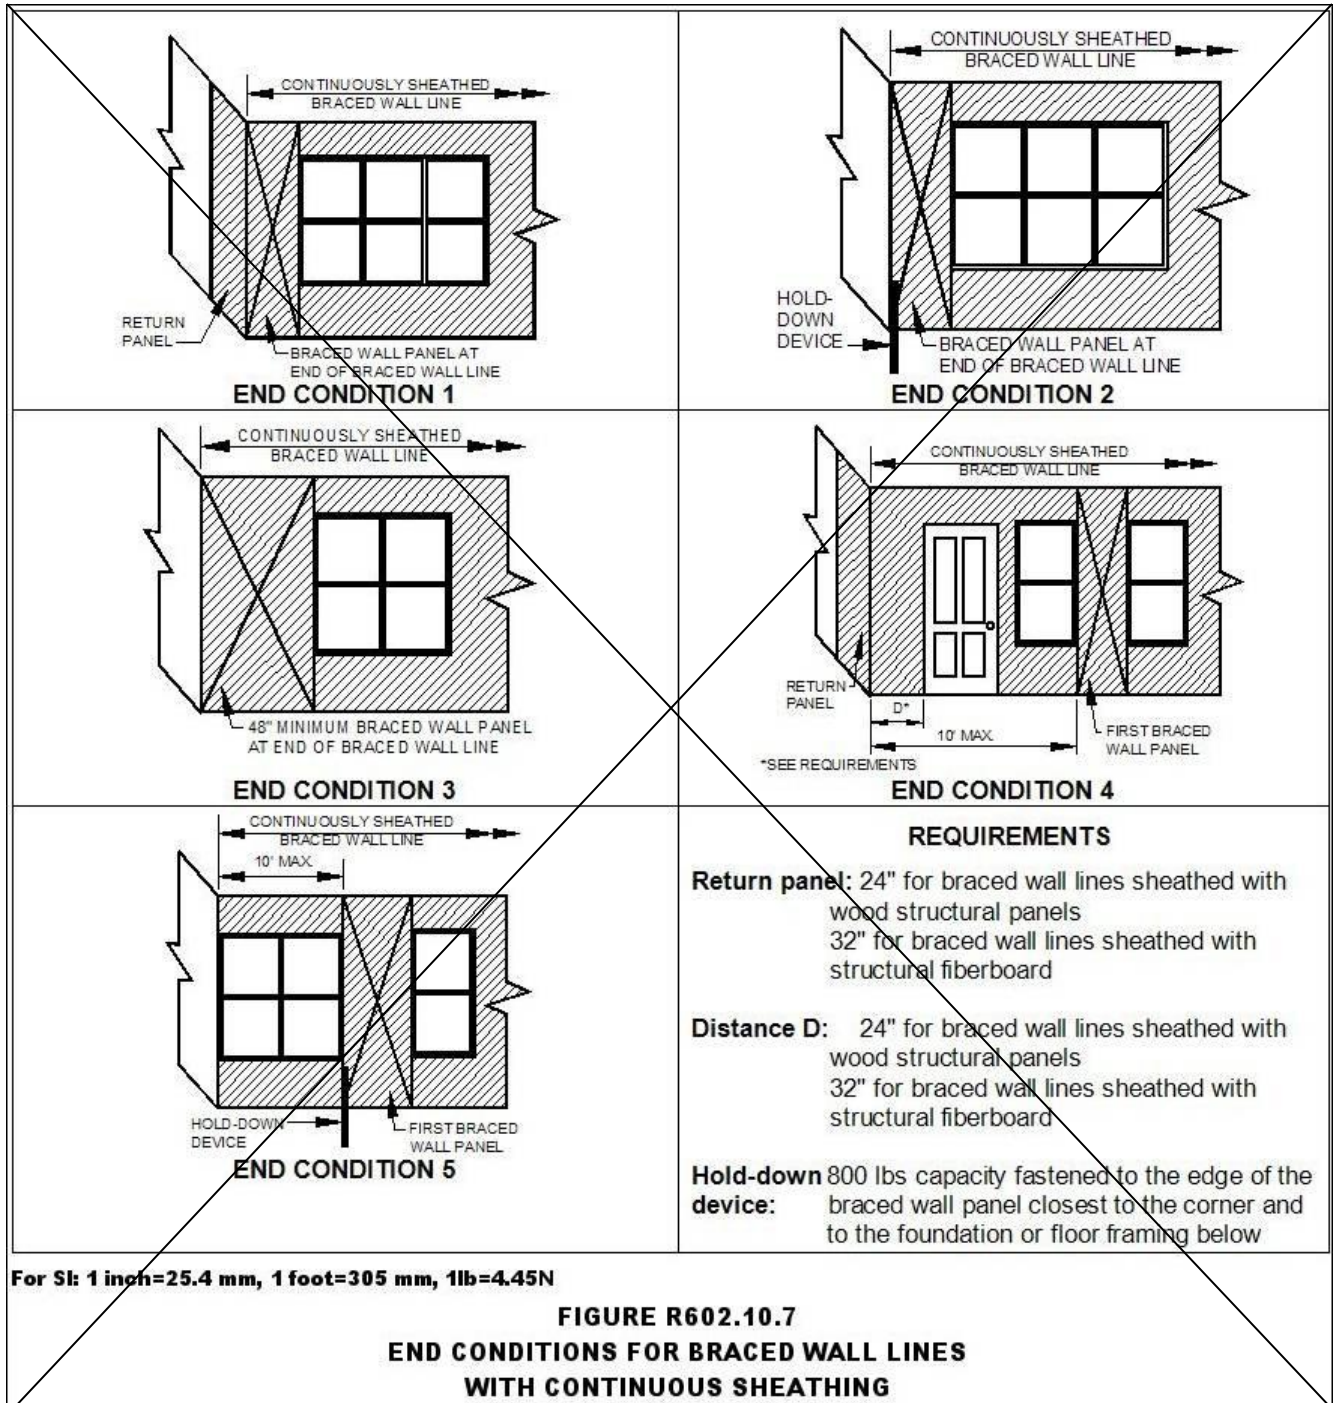 CONTINUOUSLY SHEATHED
BRACED WALL LINE
RETURN
PANEL
BRACED WALL PANEL AT
END OF BRACED WALL LINE
END CONDITION 1
CONTINUOUSLY SHEATHED
BRACED WALL LINE
HOLD-
DOWN
DEVICE
BRACED WALL PANEL AT
END OF BRACED WALL LINE
END CONDITION 2
CONTINUOUSLY SHEATHED
BRACED WALL LINE
48" MINIMUM BRACED WALL PANEL
AT END OF BRACED WALL LINE
END CONDITION 3
CONTINUOUSLY SHEATHED
BRACED WALL LINE
RETURN
PANEL
D*
10' MAX.
FIRST BRACED
WALL PANEL
*SEE REQUIREMENTS
END CONDITION 4
CONTINUOUSLY SHEATHED
BRACED WALL LINE
10' MAX.
HOLD-DOWN
DEVICE
FIRST BRACED
WALL PANEL
END CONDITION 5
REQUIREMENTS
Return panel: 24" for braced wall lines sheathed with
wood structural panels
32" for braced wall lines sheathed with
structural fiberboard
Distance D: 24" for braced wall lines sheathed with
wood structural panels
32" for braced wall lines sheathed with
structural fiberboard
Hold-down 800 lbs capacity fastened to the edge of the
device: braced wall panel closest to the corner and
to the foundation or floor framing below
For SI: 1 inch=25.4 mm, 1 foot=305 mm, 1lb=4.45N
FIGURE R602.10.7
END CONDITIONS FOR BRACED WALL LINES
WITH CONTINUOUS SHEATHING